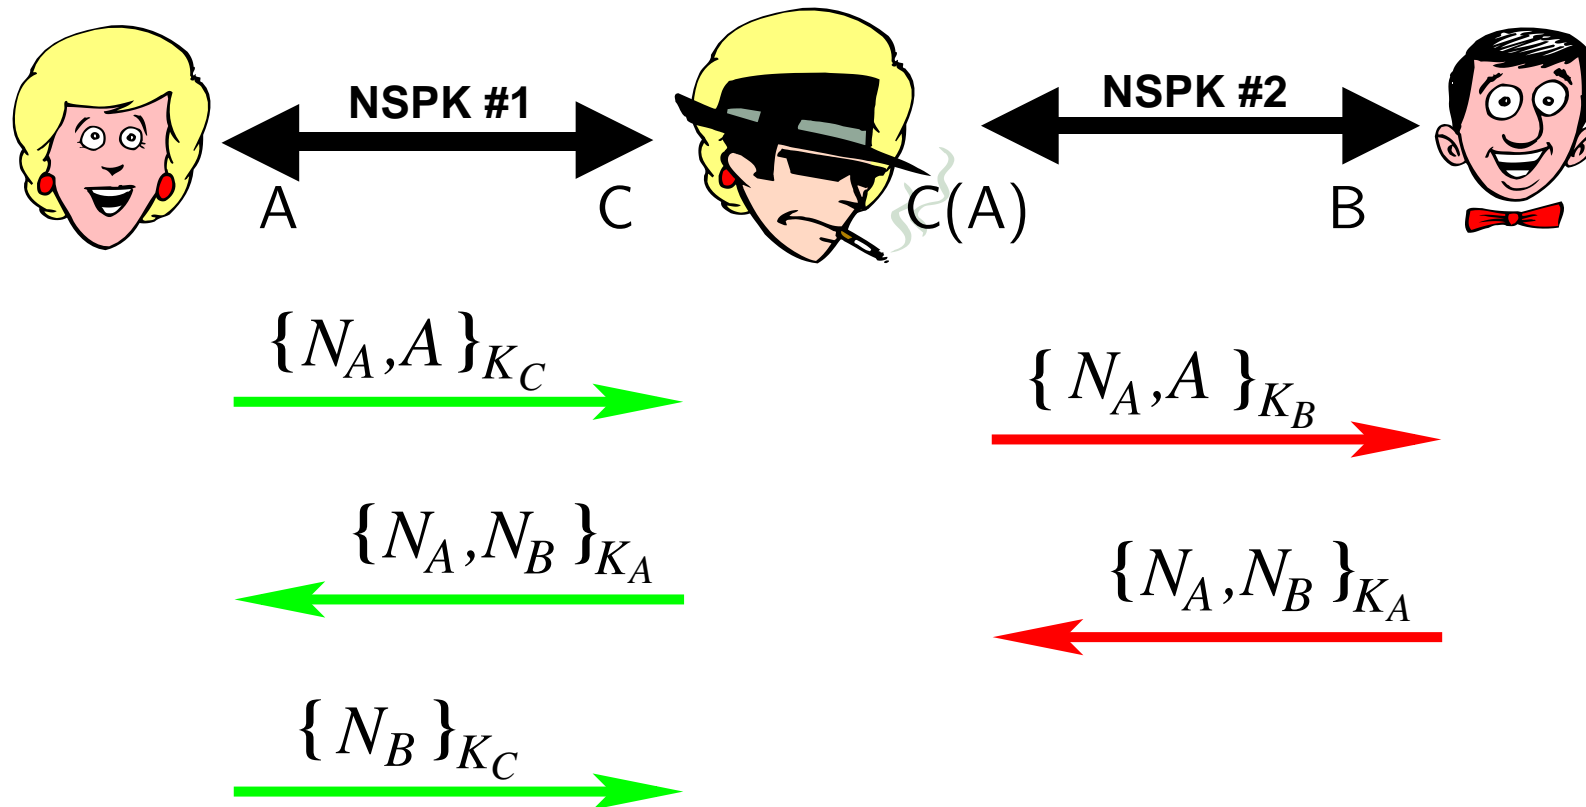 NSPK #1
NSPK #2
A
C
C(A)
B
{N_A,A}_{K_C}
{N_A,A}_{K_B}
{N_A,N_B}_{K_A}
{N_A,N_B}_{K_A}
{N_B}_{K_C}